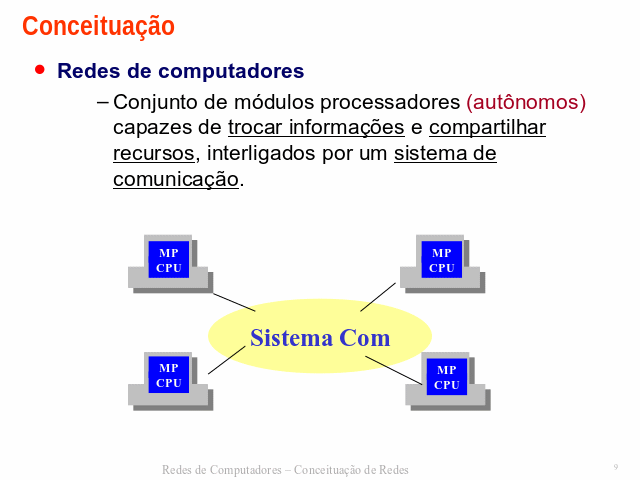 Conceituação
• Redes de computadores
– Conjunto de módulos processadores (autônomos)
capazes de trocar informações e compartilhar
recursos, interligados por um sistema de
comunicação.
MP
CPU
MP
CPU
Sistema Com
MP
CPU
MP
CPU
Redes de Computadores – Conceituação de Redes
9